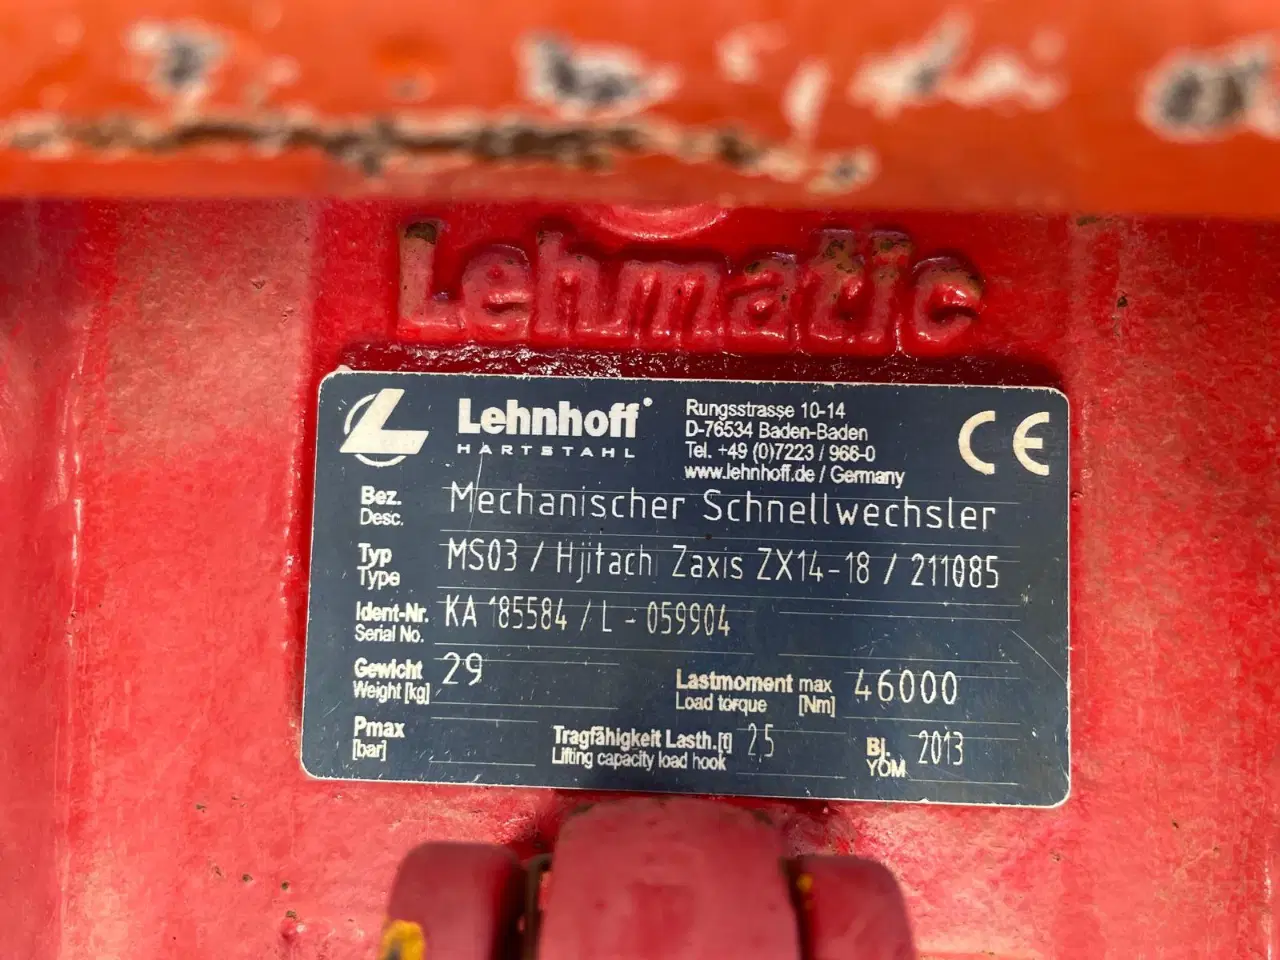 Lehmatic
Lehnhoff®
HARTSTAHL
Rungsstrasse 10-14
D-76534 Baden-Baden
Tel. +49 (0)7223 / 966-0
www.lehnhoff.de / Germany
CE
Bez. Mechanischer Schnellwechsler
Desc.
Typ MS03 / Hjitachi Zaxis ZX14-18 / 211085
Type
Ident-Nr. KA 185584 / L - 059904
Serial No.
Gewicht 29
Weight [kg]
Lastmoment max 46000
Load torque [Nm]
Pmax
[bar]
Tragfähigkeit Lasth.[t] 2,5
Lifting capacity load hook
Bj. 2013
YOM